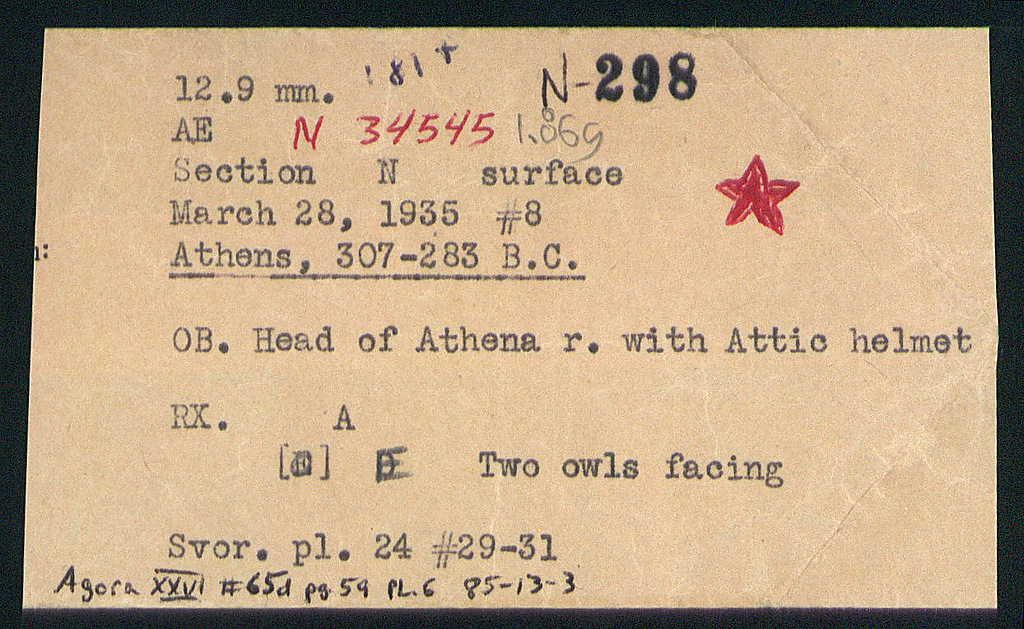 12.9 mm. N-298
AE N 34545 1.86g
Section N surface
March 28, 1935 #8
Athens, 307-283 B.C.
OB. Head of Athena r. with Attic helmet
RX. A
[Θ] E Two owls facing
Svor. pl. 24 #29-31
Agora XXVI #65d pg.59 PL.6 85-13-3